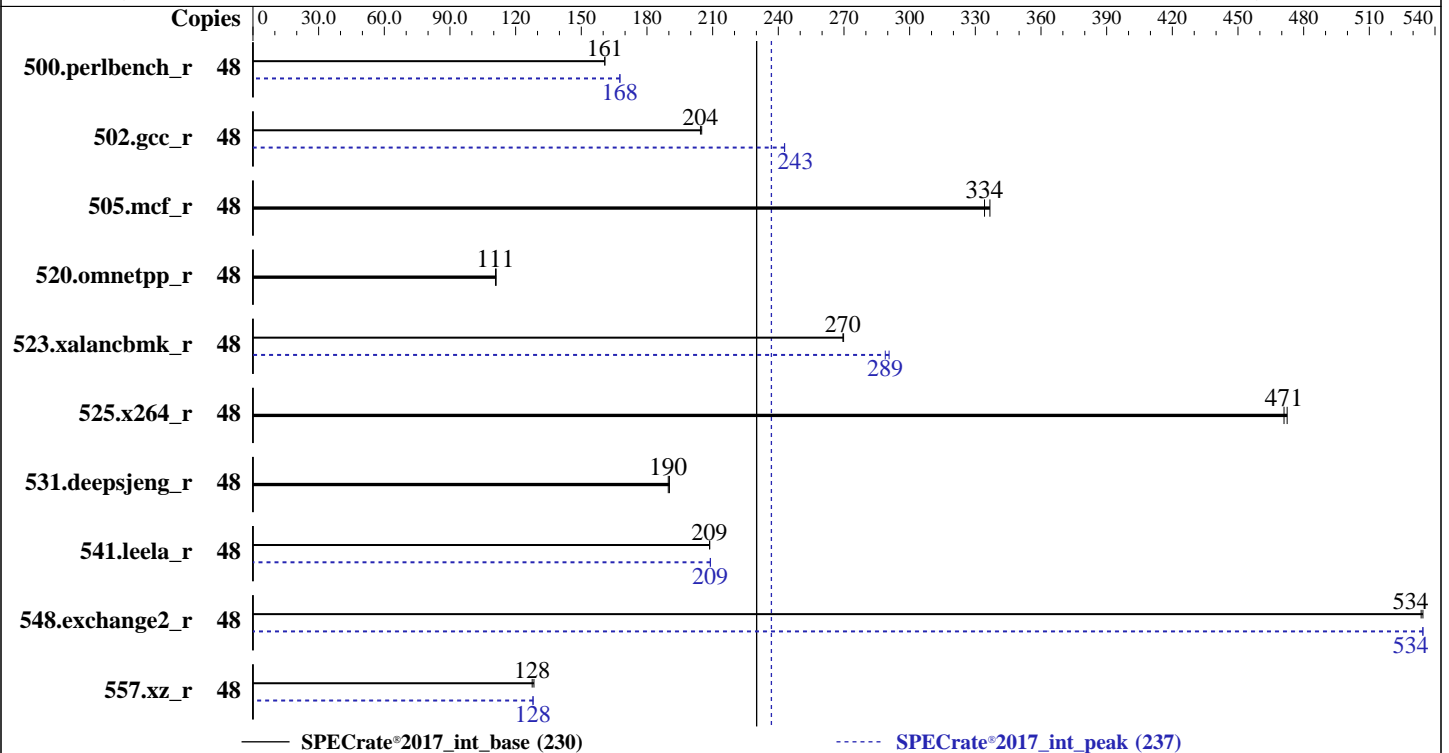 Copies 0 30.0 60.0 90.0 120 150 180 210 240 270 300 330 360 390 420 450 480 510 540
500.perlbench_r 48 161
168
502.gcc_r 48 204
243
505.mcf_r 48 334
520.omnetpp_r 48 111
523.xalancbmk_r 48 270
289
525.x264_r 48 471
531.deepsjeng_r 48 190
541.leela_r 48 209
209
548.exchange2_r 48 534
534
557.xz_r 48 128
128
SPECrate®2017_int_base (230) SPECrate®2017_int_peak (237)